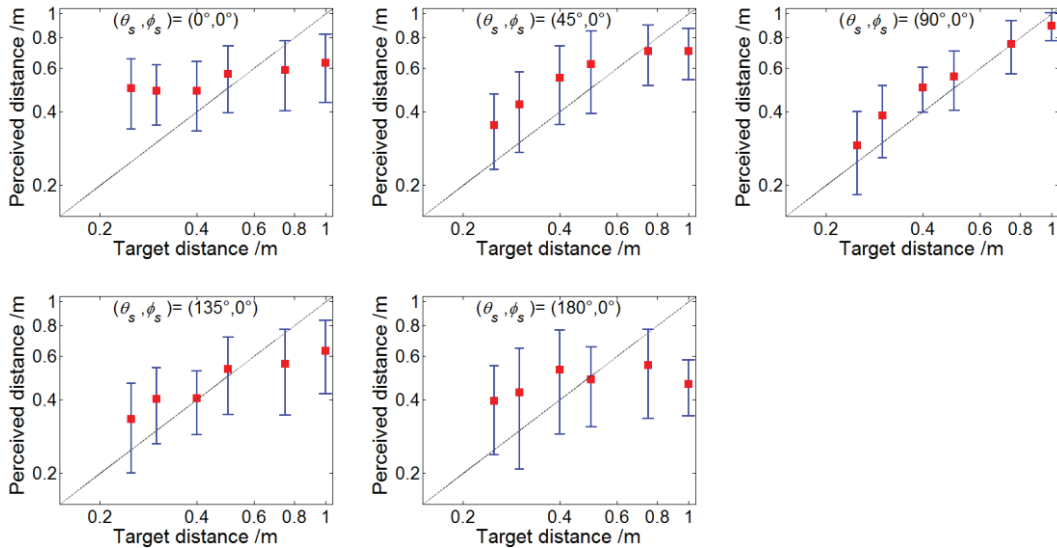 (θs ,ϕs )= (0°,0°)
Perceived distance /m
1
0.8
0.6
0.4
0.2
0.2 0.4 0.6 0.8 1
Target distance /m
(θs ,ϕs )= (45°,0°)
Perceived distance /m
1
0.8
0.6
0.4
0.2
0.2 0.4 0.6 0.8 1
Target distance /m
(θs ,ϕs )= (90°,0°)
Perceived distance /m
1
0.8
0.6
0.4
0.2
0.2 0.4 0.6 0.8 1
Target distance /m
(θs ,ϕs )= (135°,0°)
Perceived distance /m
1
0.8
0.6
0.4
0.2
0.2 0.4 0.6 0.8 1
Target distance /m
(θs ,ϕs )= (180°,0°)
Perceived distance /m
1
0.8
0.6
0.4
0.2
0.2 0.4 0.6 0.8 1
Target distance /m